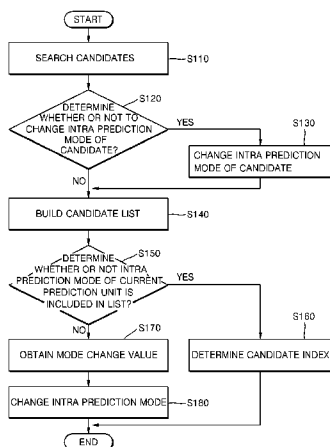 START
SEARCH CANDIDATES
S110
DETERMINE
WHETHER OR NOT TO
CHANGE INTRA PREDICTION
MODE OF
CANDIDATE?
S120
YES
S130
CHANGE INTRA PREDICTION
MODE OF CANDIDATE
NO
BUILD CANDIDATE LIST
S140
DETERMINE
WHETHER OR NOT INTRA
PREDICTION MODE OF CURRENT
PREDICTION UNIT IS
INCLUDED IN LIST?
S150
YES
NO
S170
S160
OBTAIN MODE CHANGE VALUE
DETERMINE CANDIDATE INDEX
CHANGE INTRA PREDICTION MODE
S180
END